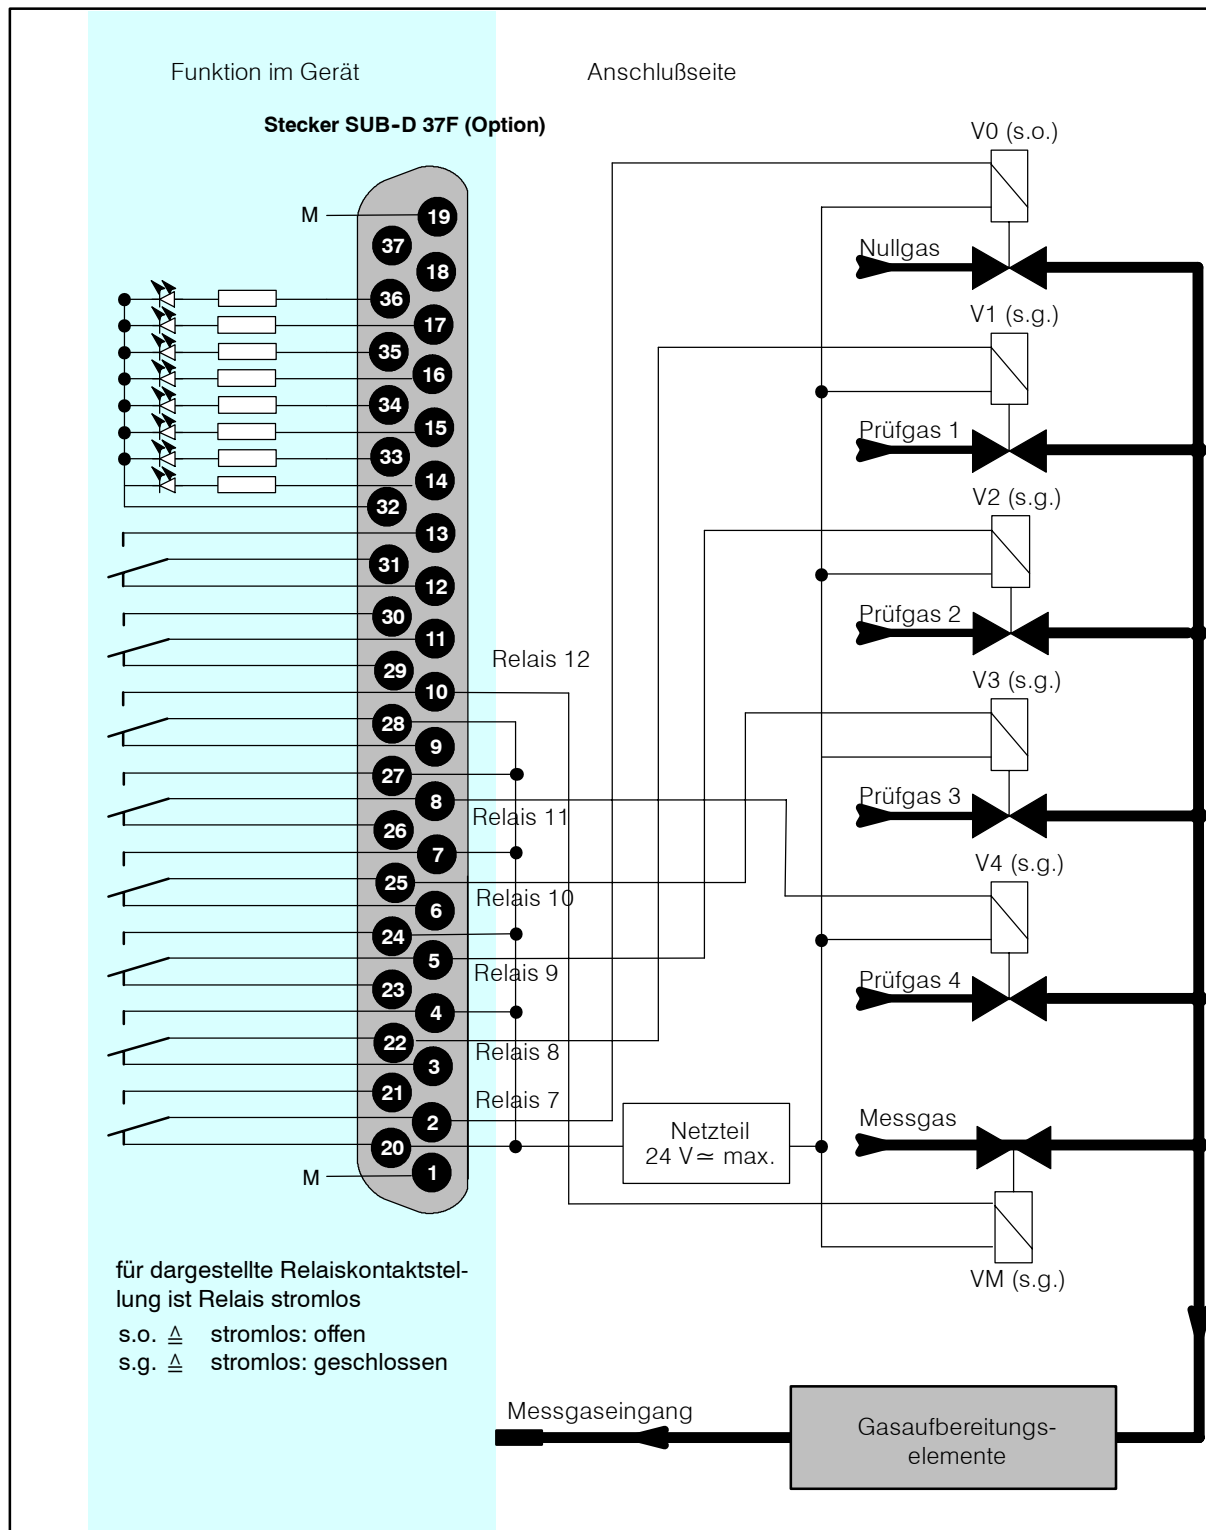 Funktion im Gerät
Anschlußseite
Stecker SUB-D 37F (Option)
V0 (s.o.)
M
19
37
18
36
17
35
16
34
15
33
14
32
13
31
12
30
11
29
10
28
9
27
8
26
7
25
6
24
5
23
4
22
3
21
2
20
1
M
Nullgas
V1 (s.g.)
Prüfgas 1
V2 (s.g.)
Prüfgas 2
Relais 12
V3 (s.g.)
Prüfgas 3
Relais 11
V4 (s.g.)
Relais 10
Prüfgas 4
Relais 9
Relais 8
Relais 7
Messgas
Netzteil
24 V≃ max.
VM (s.g.)
für dargestellte Relaiskontaktstel-
lung ist Relais stromlos
s.o. ≙ stromlos: offen
s.g. ≙ stromlos: geschlossen
Messgaseingang
Gasaufbereitungs-
elemente